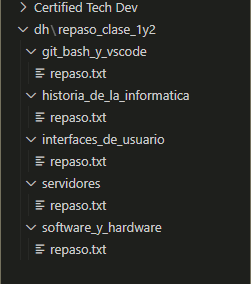 Certified Tech Dev
dh\repaso_clase_1y2
git_bash_y_vscode
repaso.txt
historia_de_la_informatica
repaso.txt
interfaces_de_usuario
repaso.txt
servidores
repaso.txt
software_y_hardware
repaso.txt